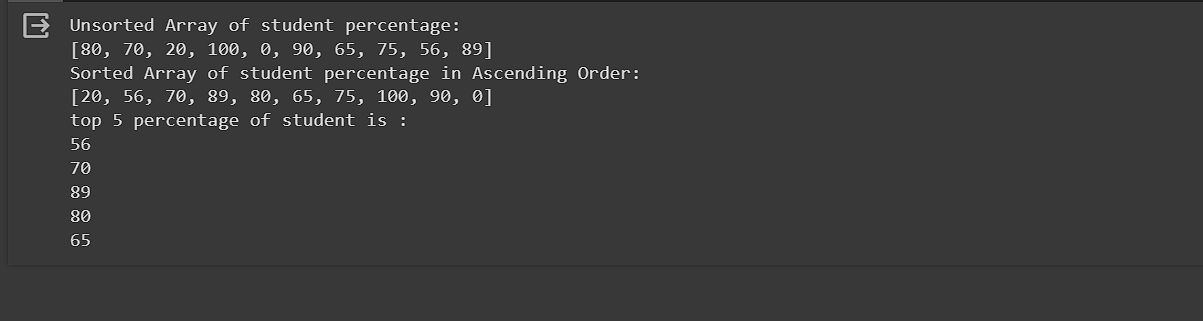 Unsorted Array of student percentage:
[80, 70, 20, 100, 0, 90, 65, 75, 56, 89]
Sorted Array of student percentage in Ascending Order:
[20, 56, 70, 89, 80, 65, 75, 100, 90, 0]
top 5 percentage of student is :
56
70
89
80
65